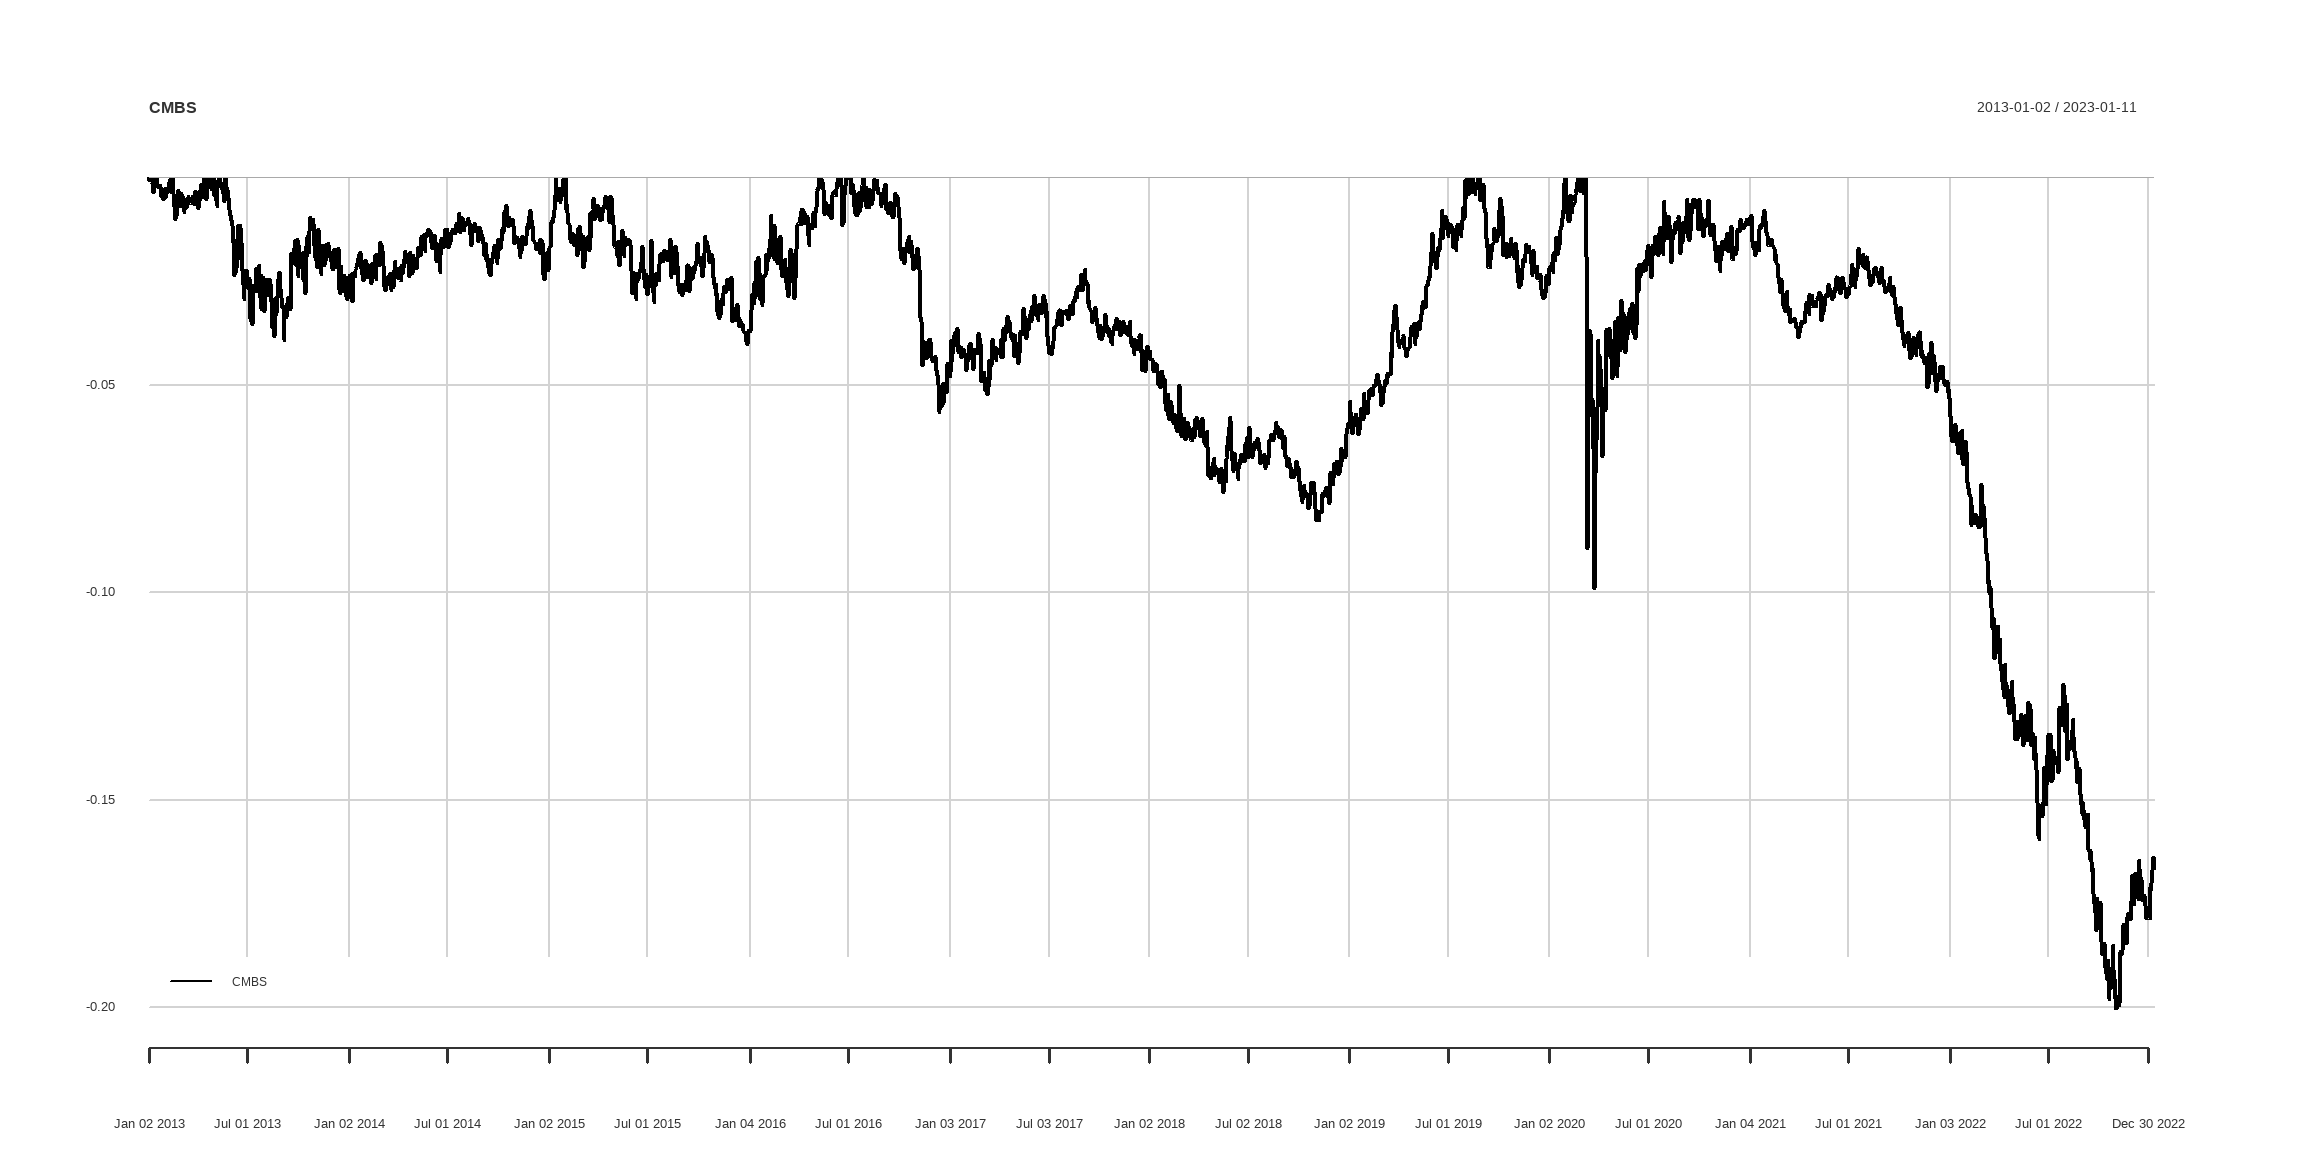 CMBS
2013-01-02 / 2023-01-11
-0.05
-0.10
-0.15
-0.20
CMBS
Jan 02 2013
Jul 01 2013
Jan 02 2014
Jul 01 2014
Jan 02 2015
Jul 01 2015
Jan 04 2016
Jul 01 2016
Jan 03 2017
Jul 03 2017
Jan 02 2018
Jul 02 2018
Jan 02 2019
Jul 01 2019
Jan 02 2020
Jul 01 2020
Jan 04 2021
Jul 01 2021
Jan 03 2022
Jul 01 2022
Dec 30 2022